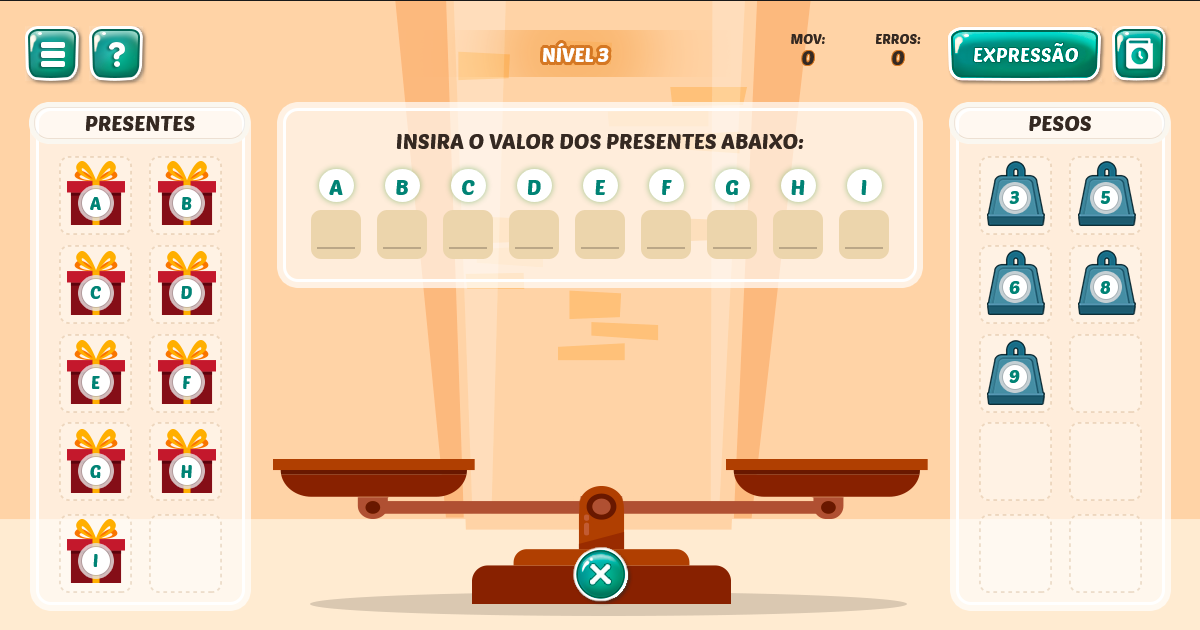 NÍVEL 3
MOV:
0
ERROS:
0
EXPRESSÃO
?
PRESENTES
A
B
C
D
E
F
G
H
I
INSIRA O VALOR DOS PRESENTES ABAIXO:
A B C D E F G H I
PESOS
3
5
6
8
9